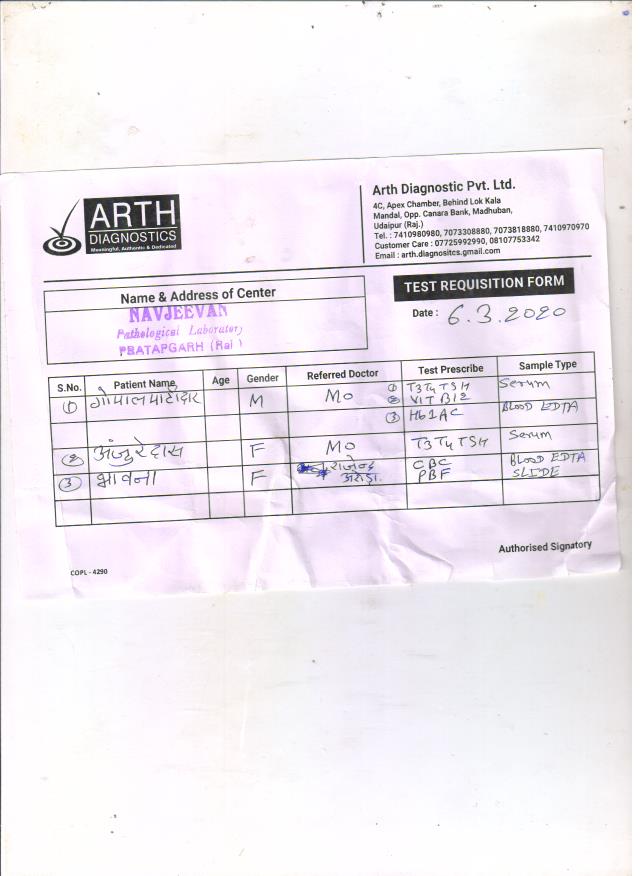 ARTH
DIAGNOSTICS
Meaningful, Authentic & Dedicated
Arth Diagnostic Pvt. Ltd.
4C, Apex Chamber, Behind Lok Kala
Mandal, Opp. Canara Bank, Madhuban,
Udaipur (Raj.)
Tel. : 7410980980, 7073308880, 7073818880, 7410970970
Customer Care : 07725992990, 08107753342
Email : arth.diagnositcs.gmail.com
Name & Address of Center
NAVJEEVAN
Pathological Laboratory
PRATAPGARH (Raj)
TEST REQUISITION FORM
Date : 6.3.2020
S.No. Patient Name Age Gender Referred Doctor Test Prescribe Sample Type
① गोपाल पाटीदार M Mo ① T3T4TSH Serum
② VIT B12
③ Hb1AC BLOOD EDTA
② F Mo T3T4TSH Serum
③ भावना F CBC BLOOD EDTA
अरोड़ा. PBF SLIDE
Authorised Signatory
COPL - 4290